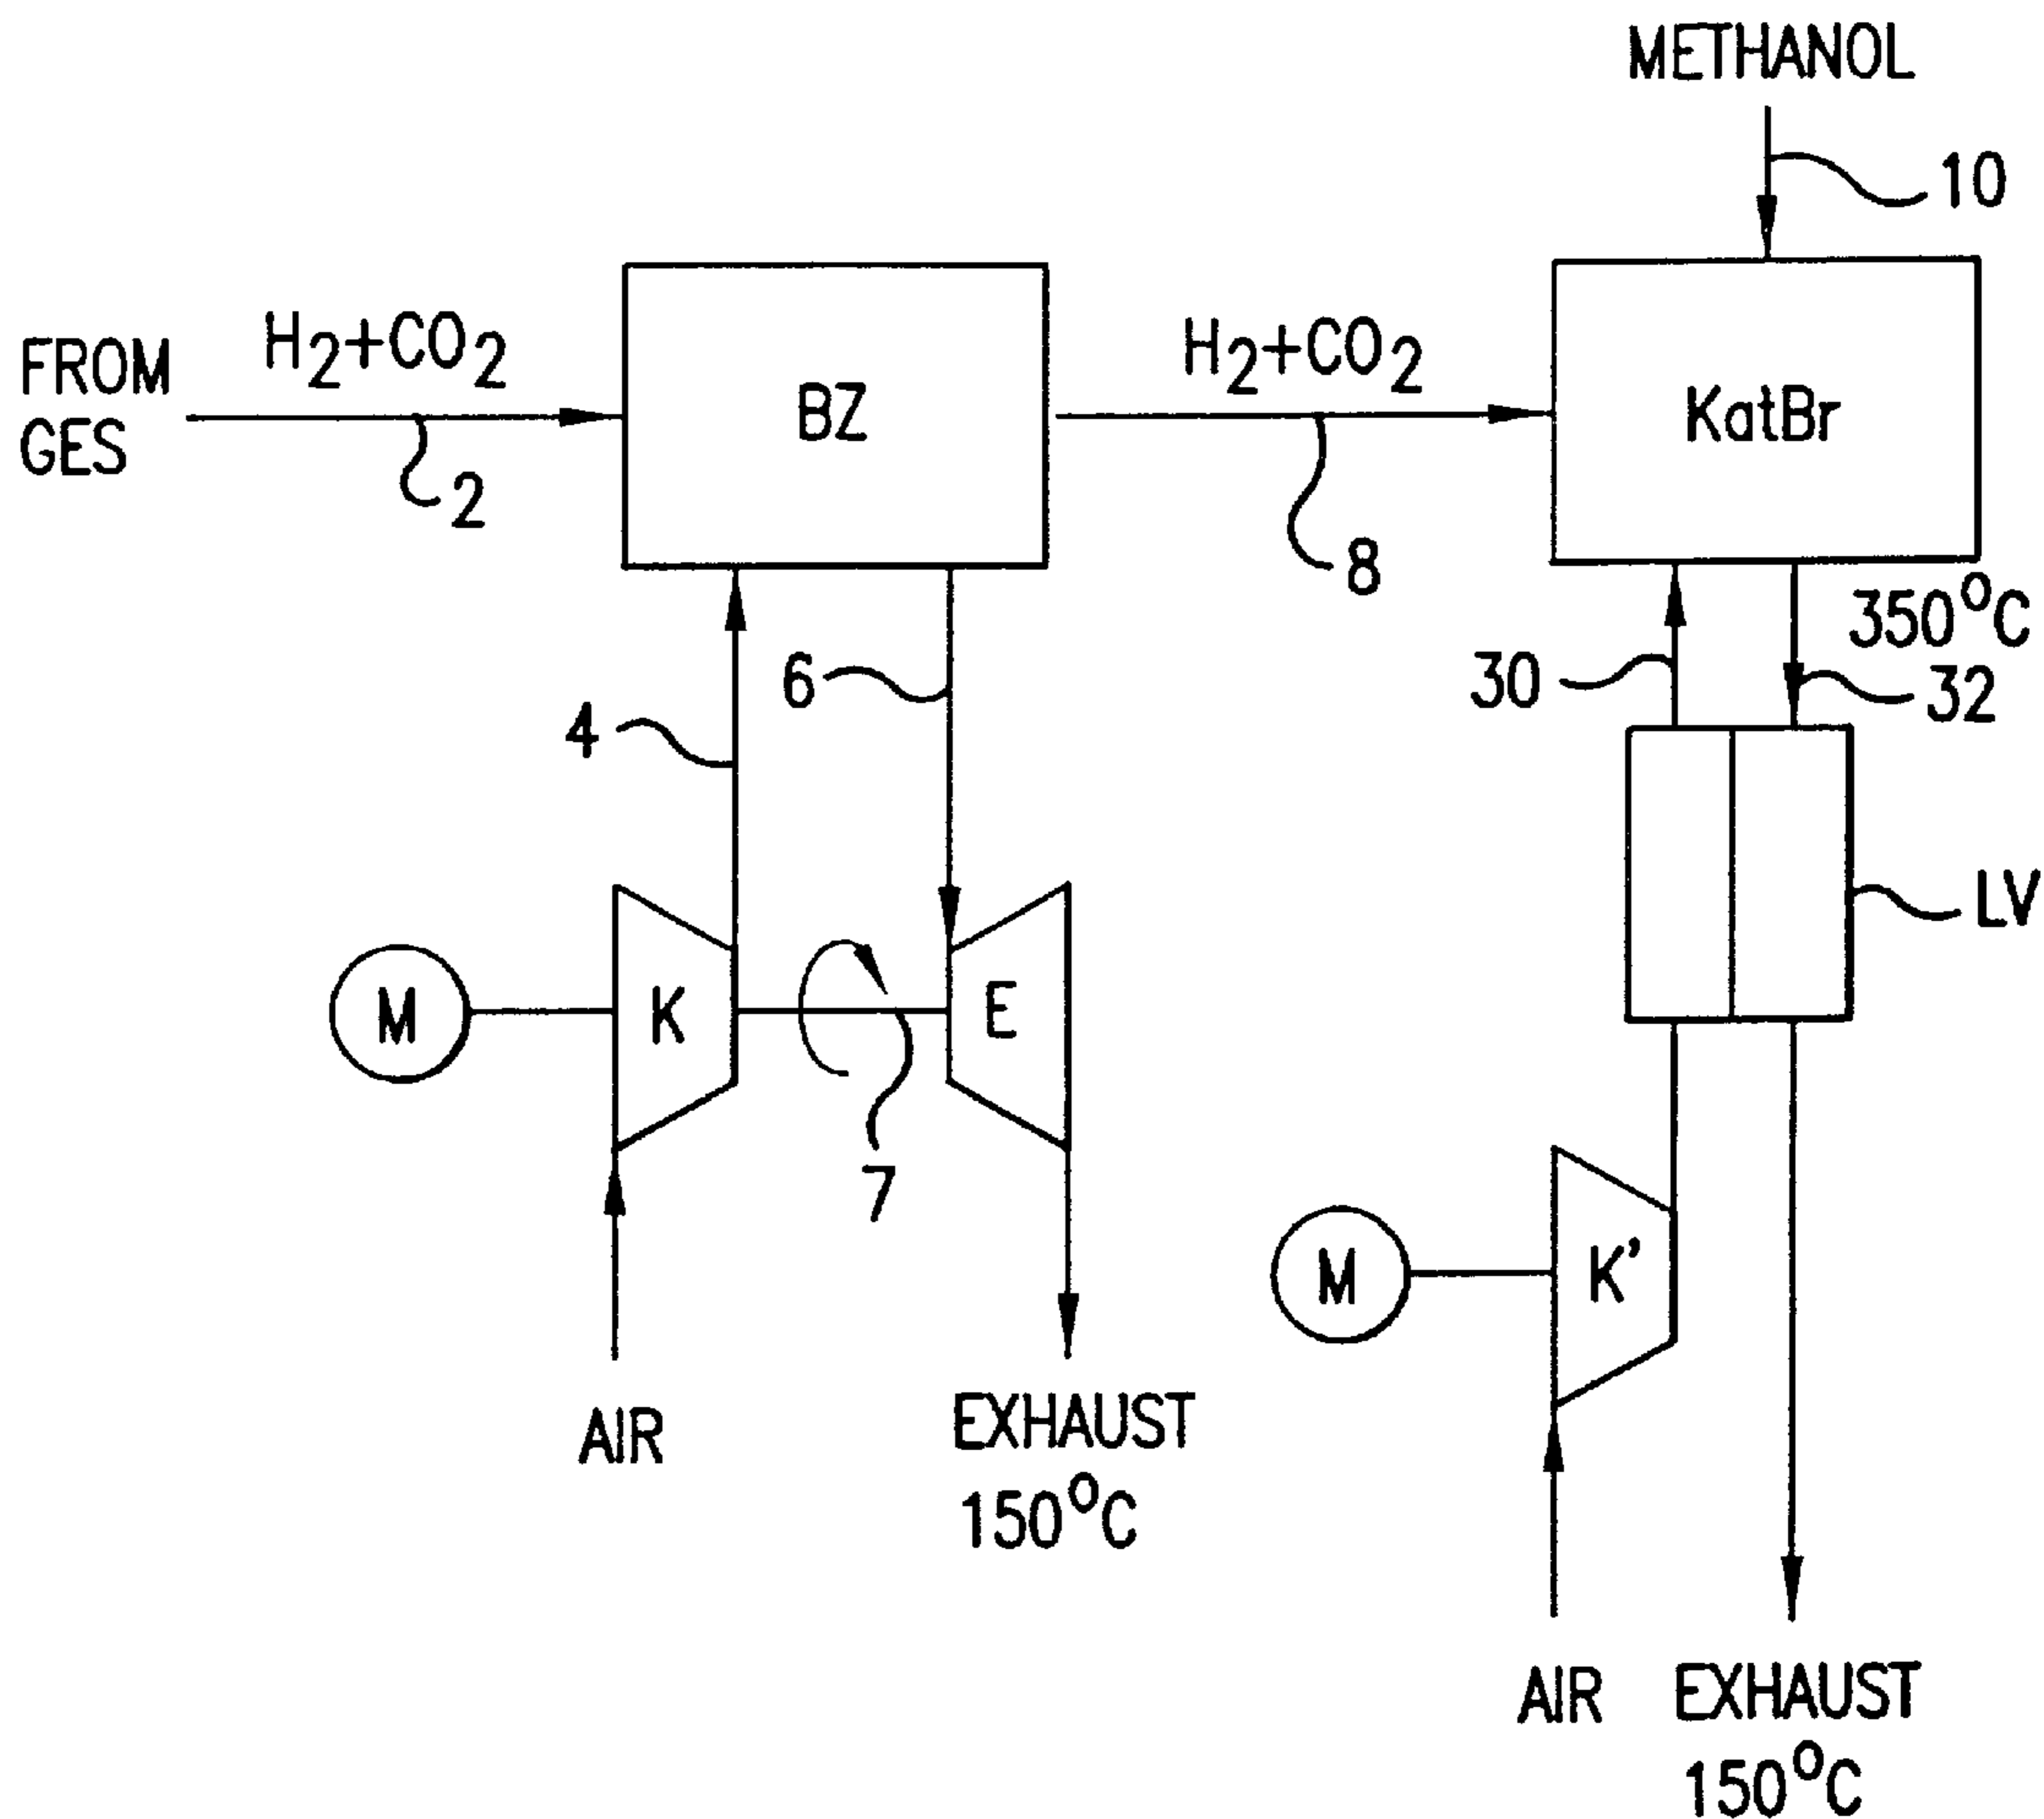 METHANOL
10
FROM
GES
H2+CO2
2
BZ
H2+CO2
8
KatBr
350°C
30
32
4
6
LV
M
K
E
7
M
K'
AIR
EXHAUST
150°C
AIR
EXHAUST
150°C